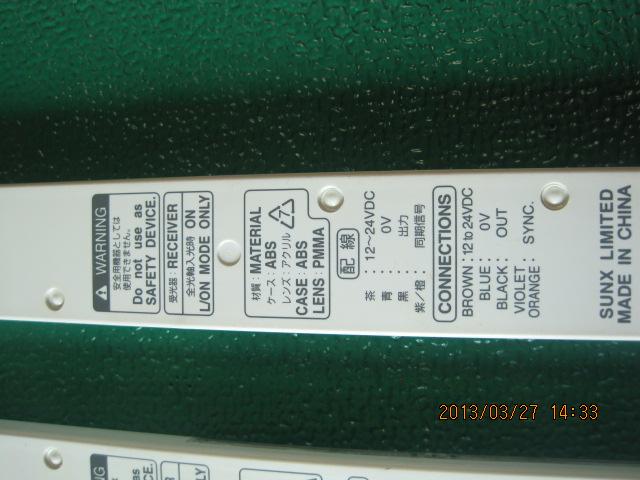 WARNING
安全用機器としては
使用できません。
Do not use as
SAFETY DEVICE.
受光器：RECEIVER
全光軸入光時 ON
L/ON MODE ONLY
材質：MATERIAL
ケース：ABS
レンズ：アクリル
7
CASE：ABS
LENS：PMMA
配線
茶：12～24VDC
青：0V
黒：出力
紫／橙：同期信号
CONNECTIONS
BROWN：12 to 24VDC
BLUE：0V
BLACK：OUT
VIOLET
ORANGE：SYNC.
SUNX LIMITED
MADE IN CHINA
2013/03/27 14:33